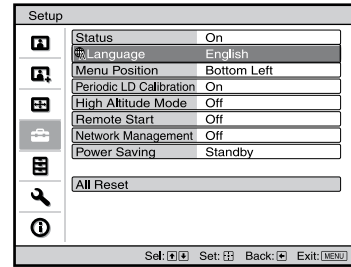 Setup
Status On
Language English
Menu Position Bottom Left
Periodic LD Calibration On
High Altitude Mode Off
Remote Start Off
Network Management Off
Power Saving Standby
All Reset
Sel: Set: Back: Exit: MENU